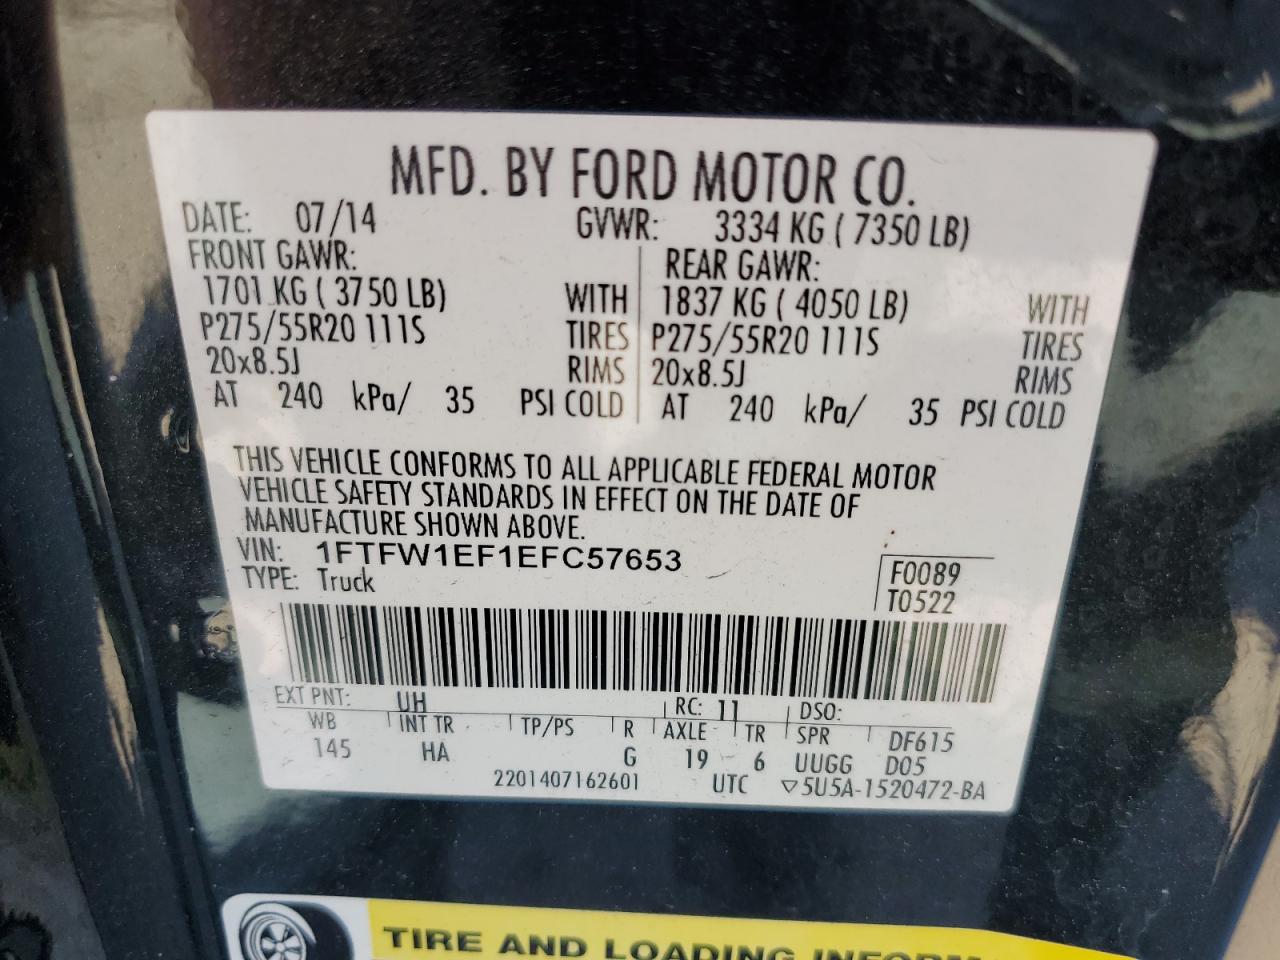 MFD. BY FORD MOTOR CO.
DATE: 07/14 GVWR: 3334 KG ( 7350 LB)
FRONT GAWR: REAR GAWR:
1701 KG ( 3750 LB) WITH 1837 KG ( 4050 LB) WITH
P275/55R20 111S TIRES P275/55R20 111S TIRES
20x8.5J RIMS 20x8.5J RIMS
AT 240 kPa/ 35 PSI COLD AT 240 kPa/ 35 PSI COLD
THIS VEHICLE CONFORMS TO ALL APPLICABLE FEDERAL MOTOR
VEHICLE SAFETY STANDARDS IN EFFECT ON THE DATE OF
MANUFACTURE SHOWN ABOVE.
VIN: 1FTFW1EF1EFC57653
TYPE: Truck
F0089
T0522
EXT PNT: UH RC: 11 DSO:
WB INT TR TP/PS R AXLE TR SPR DF615
145 HA G 19 6 UUGG D05
2201407162601 UTC ▽5U5A-1520472-BA
TIRE AND LOADING INFORM